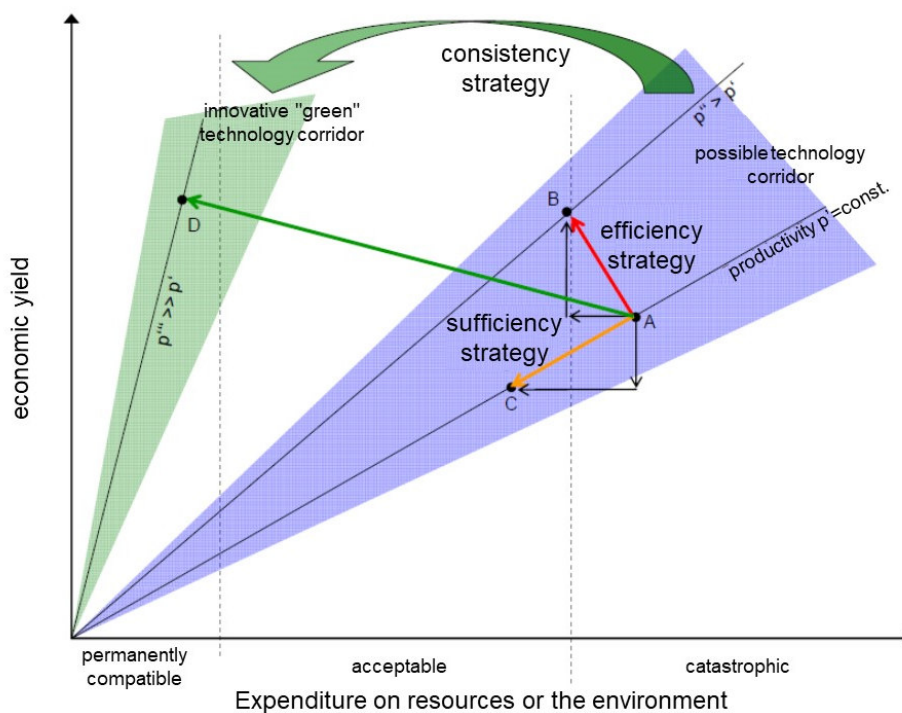 consistency
strategy
innovative "green"
technology corridor
p'' > p'
possible technology
corridor
productivity p'=const.
B
efficiency
strategy
D
A
sufficiency
strategy
C
p''' >> p'
economic yield
permanently
compatible
acceptable
catastrophic
Expenditure on resources or the environment